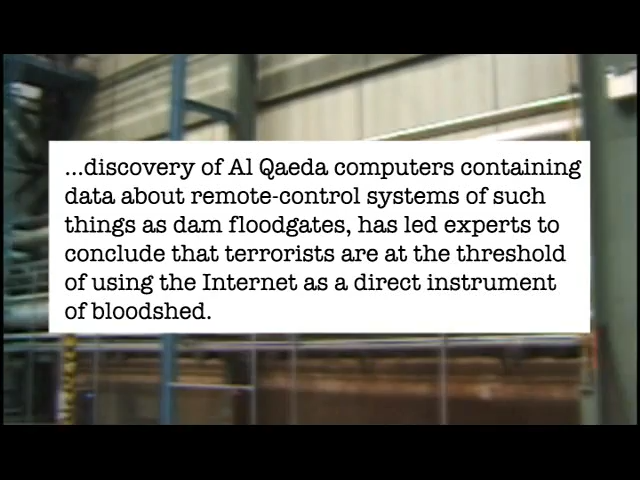 ...discovery of Al Qaeda computers containing
data about remote-control systems of such
things as dam floodgates, has led experts to
conclude that terrorists are at the threshold
of using the Internet as a direct instrument
of bloodshed.